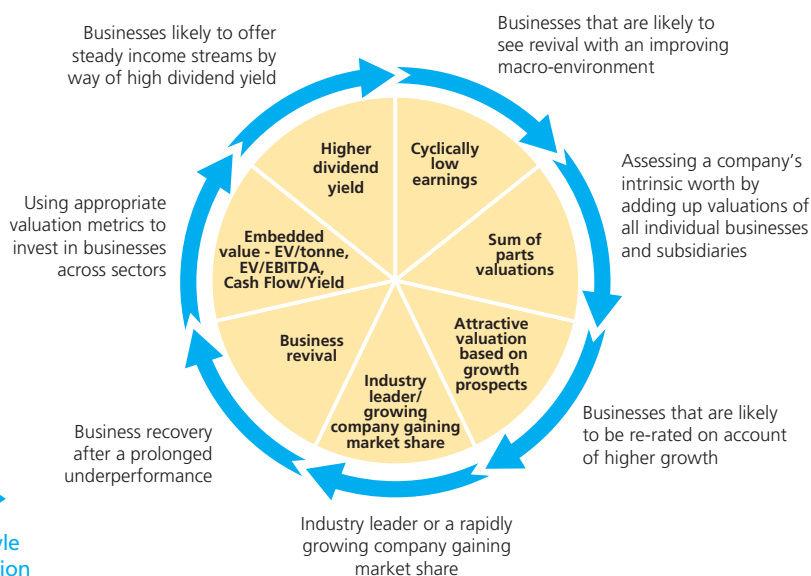 Businesses likely to offer
steady income streams by
way of high dividend yield
Businesses that are likely to
see revival with an improving
macro-environment
Higher
dividend
yield
Cyclically
low
earnings
Assessing a company's
intrinsic worth by
adding up valuations of
all individual businesses
and subsidiaries
Using appropriate
valuation metrics to
invest in businesses
across sectors
Embedded
value - EV/tonne,
EV/EBITDA,
Cash Flow/Yield
Sum of
parts
valuations
Business
revival
Attractive
valuation
based on
growth
prospects
Industry
leader/
growing
company gaining
market share
Business recovery
after a prolonged
underperformance
Businesses that are likely
to be re-rated on account
of higher growth
Industry leader or a rapidly
growing company gaining
market share